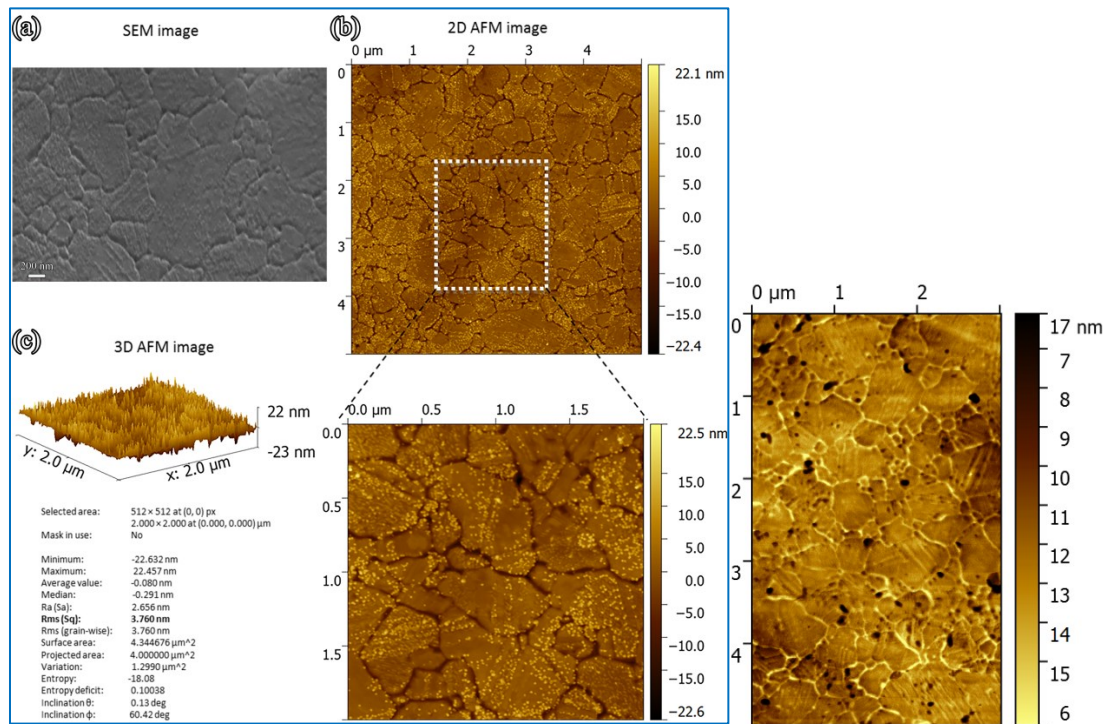 (a)
SEM image
200 nm
(b)
2D AFM image
0 µm 1 2 3 4
0
1
2
3
4
22.1 nm
15.0
10.0
5.0
0.0
−5.0
−10.0
−15.0
−22.4
(c)
3D AFM image
22 nm
-23 nm
y: 2.0 µm
x: 2.0 µm
Selected area: 512 × 512 at (0, 0) px
2.000 × 2.000 at (0.000, 0.000) µm
Mask in use: No
Minimum: -22.632 nm
Maximum: 22.457 nm
Average value: -0.080 nm
Median: -0.291 nm
Ra (Sa): 2.656 nm
Rms (Sq): 3.760 nm
Rms (grain-wise): 3.760 nm
Surface area: 4.344676 µm^2
Projected area: 4.000000 µm^2
Variation: 1.2990 µm^2
Entropy: -18.08
Entropy deficit: 0.10038
Inclination θ: 0.13 deg
Inclination ϕ: 60.42 deg
0.0 µm 0.5 1.0 1.5
0.0
0.5
1.0
1.5
22.5 nm
15.0
10.0
5.0
0.0
−5.0
−10.0
−15.0
−22.6
0 µm 1 2
0
1
2
3
4
17 nm
7
8
9
10
11
12
13
14
15
6